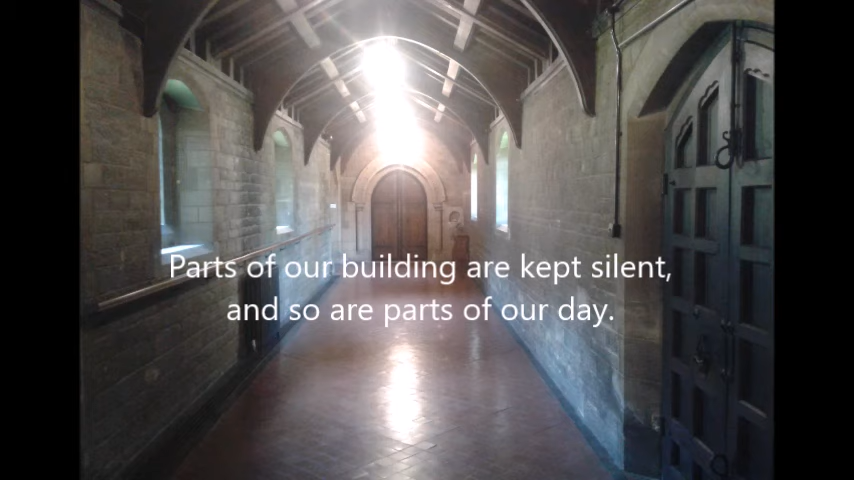 Parts of our building are kept silent,
and so are parts of our day.